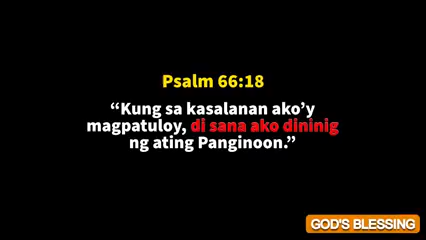 Psalm 66:18
“Kung sa kasalanan ako’y
magpatuloy, di sana ako dininig
ng ating Panginoon.”
GOD'S BLESSING